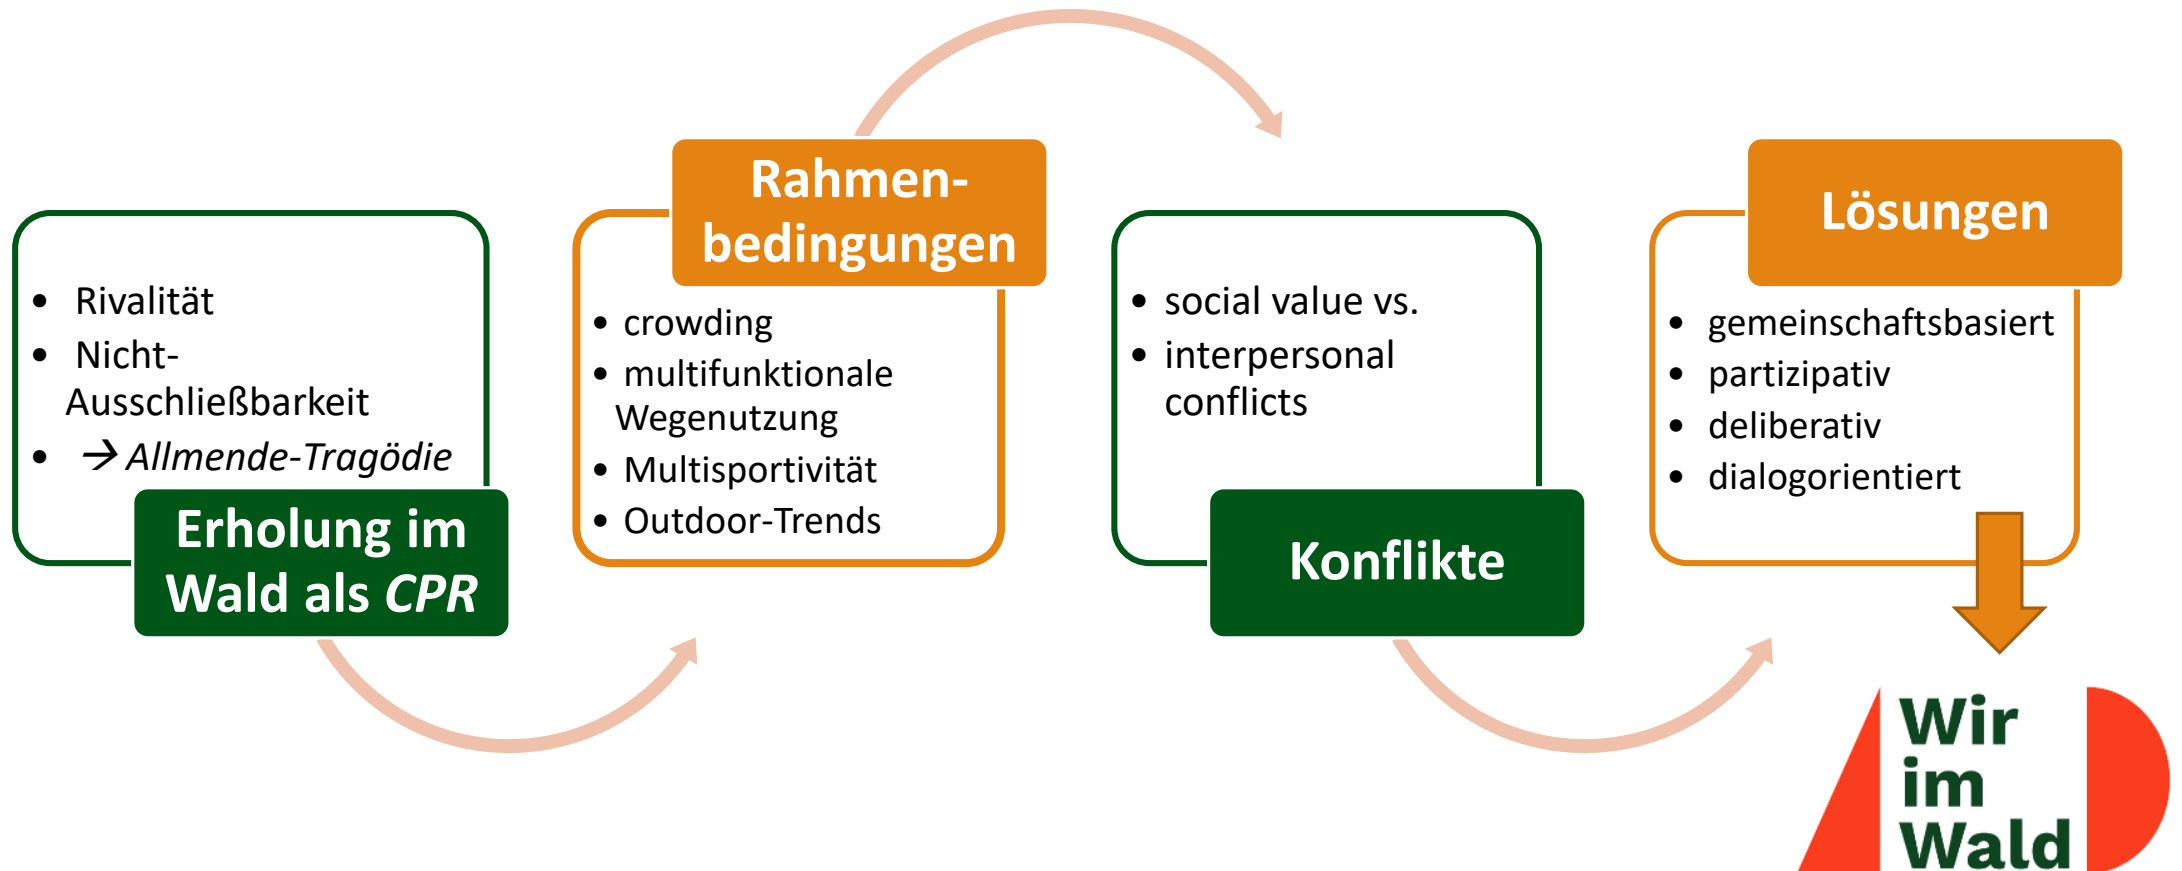 • Rivalität
• Nicht-
Ausschließbarkeit
• → Allmende-Tragödie
Erholung im
Wald als CPR
Rahmen-
bedingungen
• crowding
• multifunktionale
Wegenutzung
• Multisportivität
• Outdoor-Trends
• social value vs.
• interpersonal
conflicts
Konflikte
Lösungen
• gemeinschaftsbasiert
• partizipativ
• deliberativ
• dialogorientiert
Wir
im
Wald